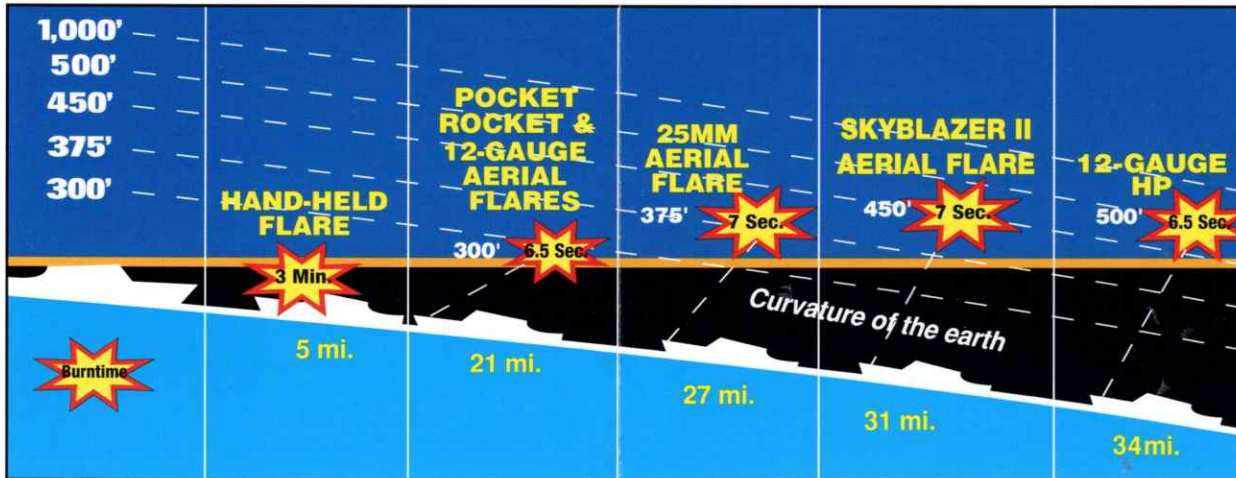 1,000'
500'
450'
375'
300'
HAND-HELD
FLARE
3 Min.
5 mi.
POCKET
ROCKET &
12-GAUGE
AERIAL
FLARES
300'
6.5 Sec.
21 mi.
25MM
AERIAL
FLARE
375'
7 Sec.
27 mi.
SKYBLAZER II
AERIAL FLARE
450'
7 Sec.
31 mi.
12-GAUGE
HP
500'
6.5 Sec.
34mi.
Curvature of the earth
Burntime